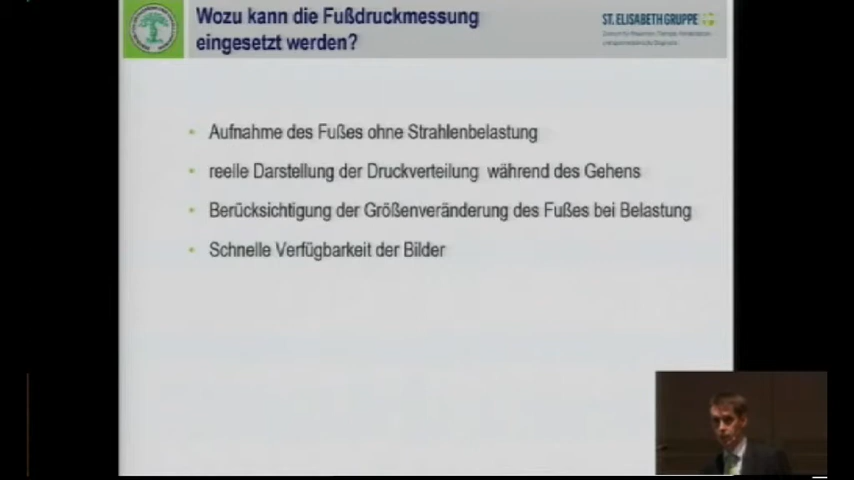 Wozu kann die Fußdruckmessung
eingesetzt werden?
ST. ELISABETH GRUPPE
• Aufnahme des Fußes ohne Strahlenbelastung
• reelle Darstellung der Druckverteilung während des Gehens
• Berücksichtigung der Größenveränderung des Fußes bei Belastung
• Schnelle Verfügbarkeit der Bilder